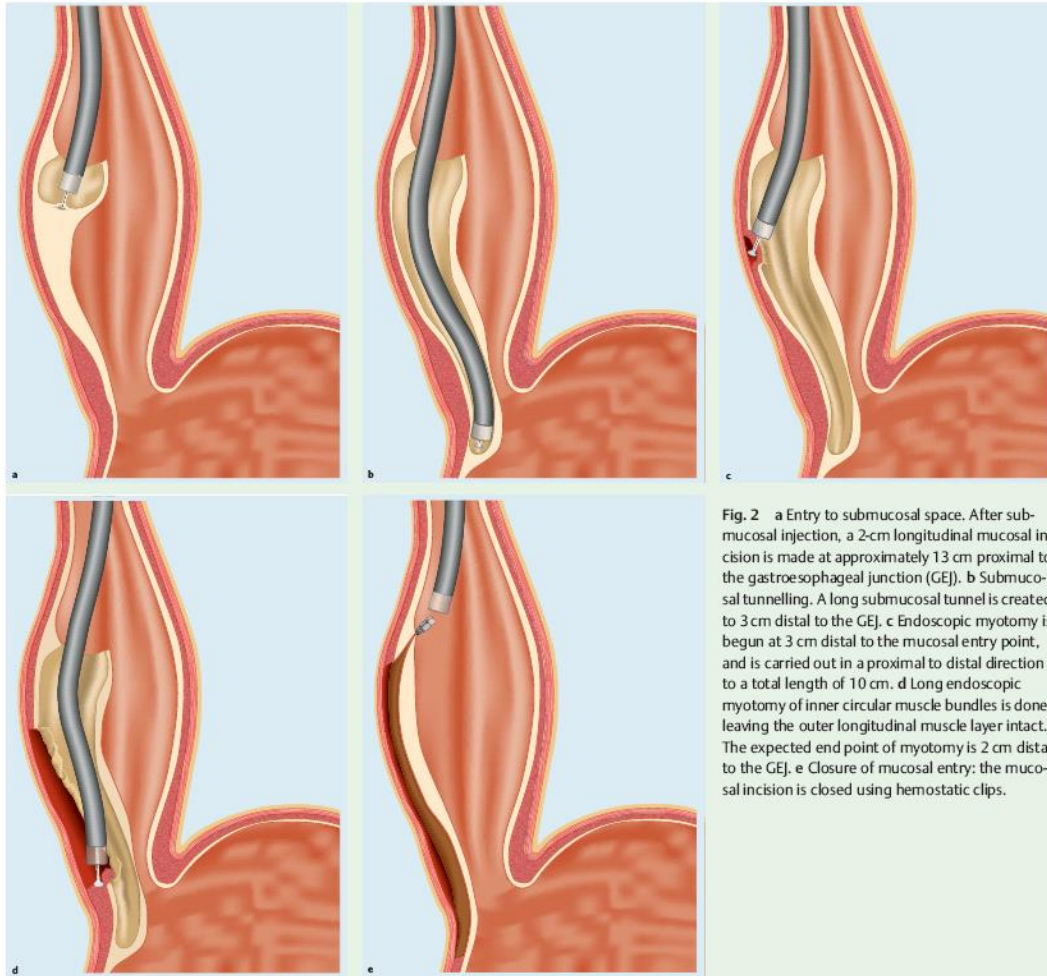 a
b
c
d
e
Fig. 2 a Entry to submucosal space. After sub-
mucosal injection, a 2-cm longitudinal mucosal in
cision is made at approximately 13 cm proximal to
the gastroesophageal junction (GEJ). b Submuco-
sal tunnelling. A long submucosal tunnel is created
to 3 cm distal to the GEJ. c Endoscopic myotomy is
begun at 3 cm distal to the mucosal entry point,
and is carried out in a proximal to distal direction
to a total length of 10 cm. d Long endoscopic
myotomy of inner circular muscle bundles is done
leaving the outer longitudinal muscle layer intact.
The expected end point of myotomy is 2 cm dista
to the GEJ. e Closure of mucosal entry: the muco-
sal incision is closed using hemostatic clips.